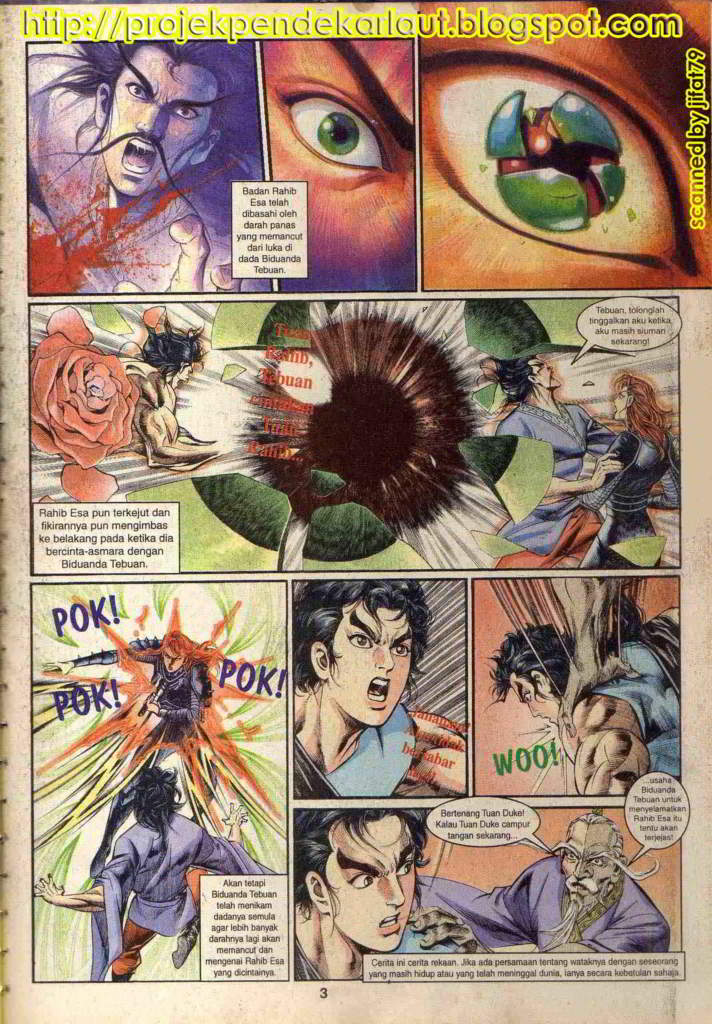 http://projekpendekarlaut.blogspot.com
scanned by jifat79
Badan Rahib
Esa telah
dibasahi oleh
darah panas
yang memancut
dari luka di
dada Biduanda
Tebuan.
Tuan
Rahib,
Tebuan
cintakan
Tuan
Rahib...
Tebuan, tolonglah
tinggalkan aku ketika
aku masih siuman
sekarang!
Rahib Esa pun terkejut dan
fikirannya pun mengimbas
ke belakang pada ketika dia
bercinta-asmara dengan
Biduanda Tebuan.
POK!
POK!
POK!
Akan tetapi
Biduanda Tebuan
telah menikam
dadanya semula
agar lebih banyak
darahnya lagi akan
memancut dan
mengenai Rahib Esa
yang dicintainya.
WOO!
Bertenang Tuan Duke!
Kalau Tuan Duke campur
tangan sekarang...
...usaha
Biduanda
Tebuan untuk
menyelamatkan
Rahib Esa itu
tentu akan
terjejas!
Cerita ini cerita rekaan. Jika ada persamaan tentang wataknya dengan seseorang
yang masih hidup atau yang telah meninggal dunia, ianya secara kebetulan sahaja.
3